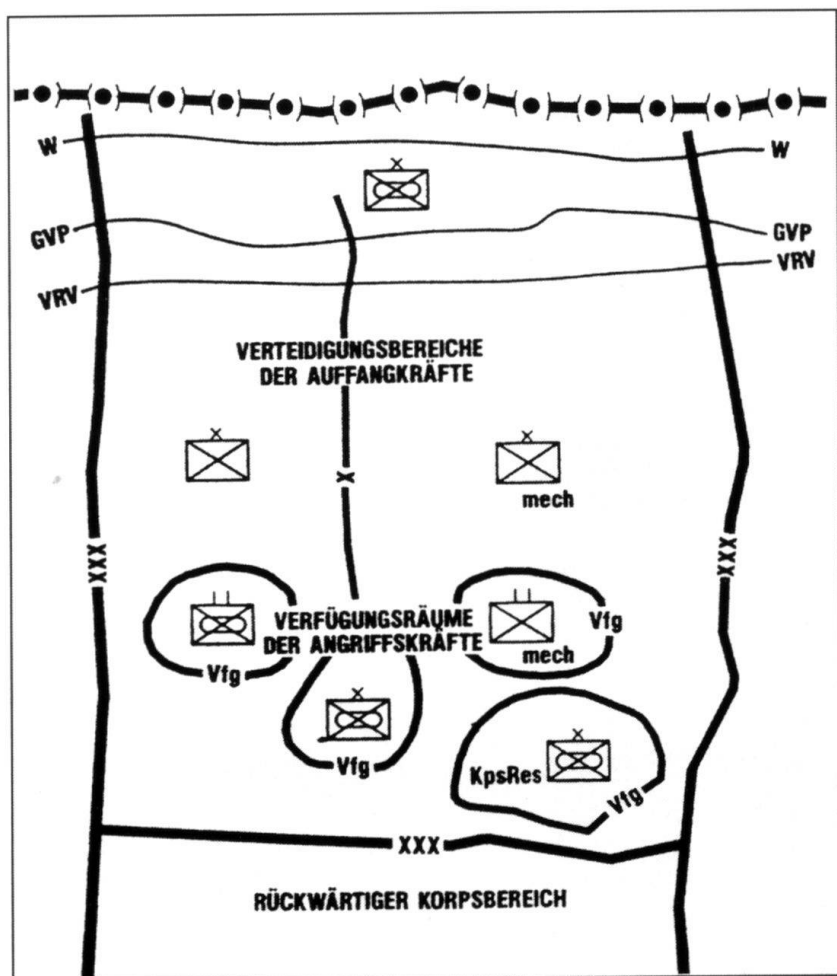 W
W
GVP
GVP
VRV
VRV
VERTEIDIGUNGSBEREICHE
DER AUFFANGKRÄFTE
X
mech
XXX
XXX
VERFÜGUNGSRÄUME
DER ANGRIFFSKRÄFTE
Vfg
mech
Vfg
Vfg
KpsRes
Vfg
XXX
RÜCKWÄRTIGER KORPSBEREICH